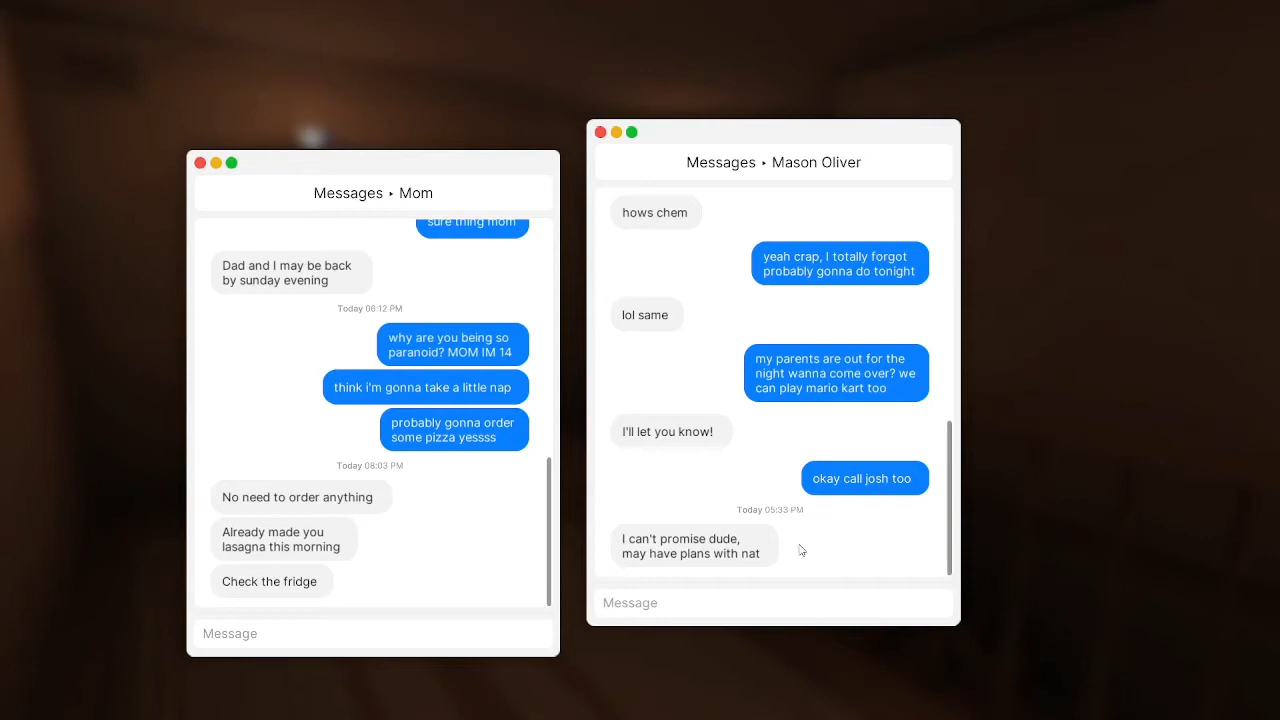 Messages ‣ Mom
sure thing mom
Dad and I may be back
by sunday evening
Today 06:12 PM
why are you being so
paranoid? MOM IM 14
think i'm gonna take a little nap
probably gonna order
some pizza yessss
Today 08:03 PM
No need to order anything
Already made you
lasagna this morning
Check the fridge
Message
Messages ‣ Mason Oliver
hows chem
yeah crap, I totally forgot
probably gonna do tonight
lol same
my parents are out for the
night wanna come over? we
can play mario kart too
I'll let you know!
okay call josh too
Today 05:33 PM
I can't promise dude,
may have plans with nat
Message